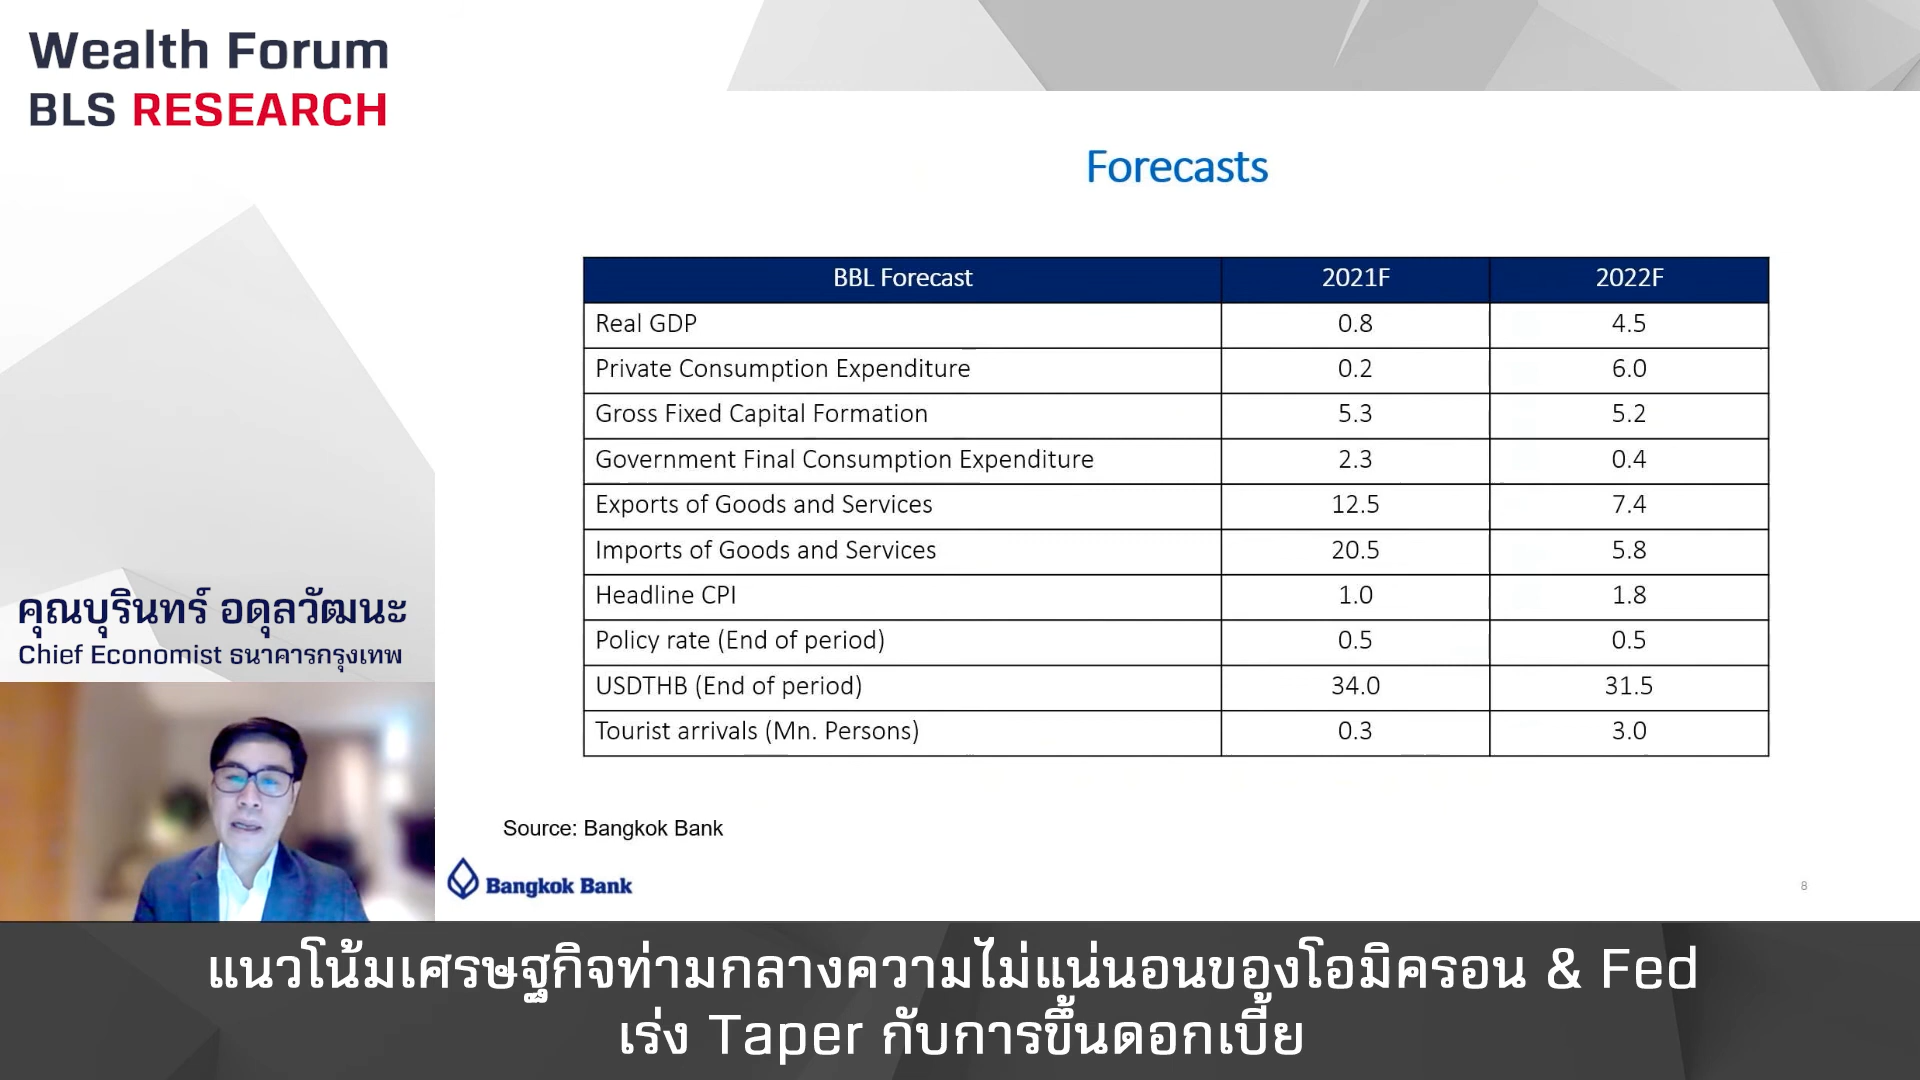 Wealth Forum
BLS RESEARCH
Forecasts
BBL Forecast 2021F 2022F
Real GDP 0.8 4.5
Private Consumption Expenditure 0.2 6.0
Gross Fixed Capital Formation 5.3 5.2
Government Final Consumption Expenditure 2.3 0.4
Exports of Goods and Services 12.5 7.4
Imports of Goods and Services 20.5 5.8
Headline CPI 1.0 1.8
Policy rate (End of period) 0.5 0.5
USDTHB (End of period) 34.0 31.5
Tourist arrivals (Mn. Persons) 0.3 3.0
คุณบุรินทร์ อดุลวัฒนะ
Chief Economist ธนาคารกรุงเทพ
Source: Bangkok Bank
Bangkok Bank
8
แนวโน้มเศรษฐกิจท่ามกลางความไม่แน่นอนของโอมิครอน & Fed
เร่ง Taper กับการขึ้นดอกเบี้ย